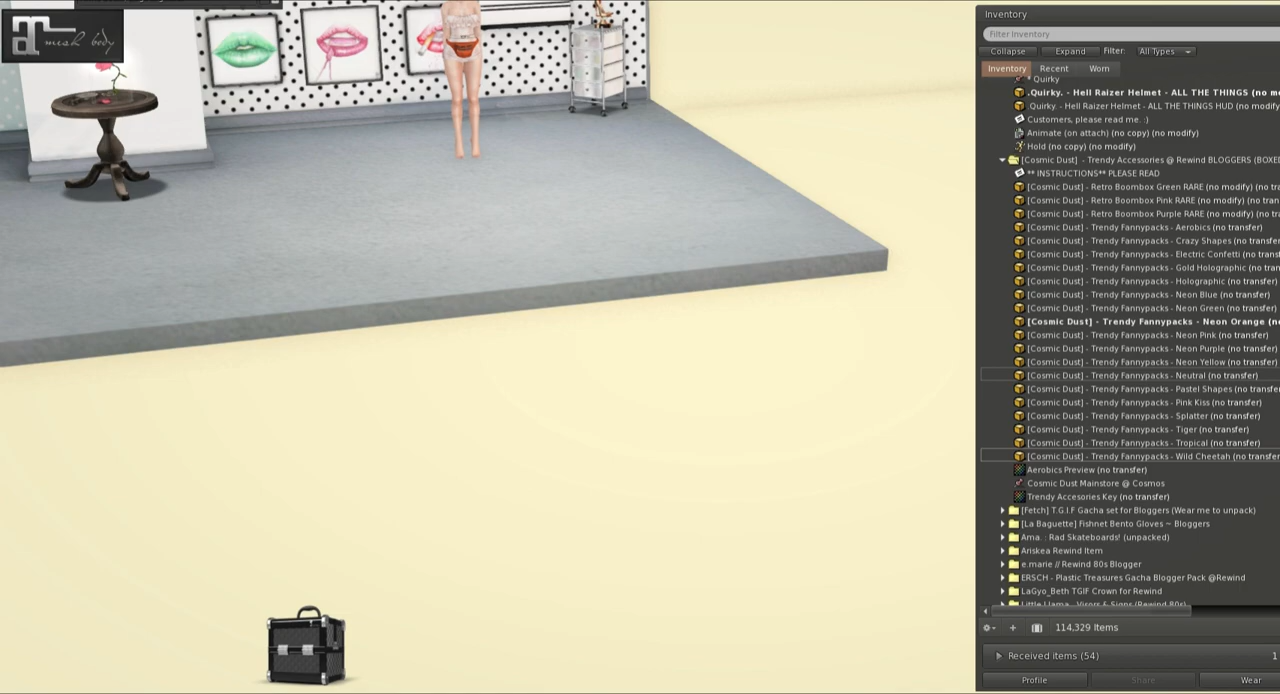 mesh body
Inventory
Filter Inventory
Collapse Expand Filter: All Types
Inventory Recent Worn
* Quirky
.Quirky. - Hell Raizer Helmet - ALL THE THINGS (no m
.Quirky. - Hell Raizer Helmet - ALL THE THINGS HUD (no modify
Customers, please read me. :)
Animate (on attach) (no copy) (no modify)
Hold (no copy) (no modify)
[Cosmic Dust] - Trendy Accessories @ Rewind BLOGGERS (BOXED
** INSTRUCTIONS** PLEASE READ
[Cosmic Dust] - Retro Boombox Green RARE (no modify) (no tran
[Cosmic Dust] - Retro Boombox Pink RARE (no modify) (no trans
[Cosmic Dust] - Retro Boombox Purple RARE (no modify) (no tra
[Cosmic Dust] - Trendy Fannypacks - Aerobics (no transfer)
[Cosmic Dust] - Trendy Fannypacks - Crazy Shapes (no transfer
[Cosmic Dust] - Trendy Fannypacks - Electric Confetti (no transf
[Cosmic Dust] - Trendy Fannypacks - Gold Holographic (no transf
[Cosmic Dust] - Trendy Fannypacks - Holographic (no transfer)
[Cosmic Dust] - Trendy Fannypacks - Neon Blue (no transfer)
[Cosmic Dust] - Trendy Fannypacks - Neon Green (no transfer)
[Cosmic Dust] - Trendy Fannypacks - Neon Orange (no
[Cosmic Dust] - Trendy Fannypacks - Neon Pink (no transfer)
[Cosmic Dust] - Trendy Fannypacks - Neon Purple (no transfer)
[Cosmic Dust] - Trendy Fannypacks - Neon Yellow (no transfer)
[Cosmic Dust] - Trendy Fannypacks - Neutral (no transfer)
[Cosmic Dust] - Trendy Fannypacks - Pastel Shapes (no transfer
[Cosmic Dust] - Trendy Fannypacks - Pink Kiss (no transfer)
[Cosmic Dust] - Trendy Fannypacks - Splatter (no transfer)
[Cosmic Dust] - Trendy Fannypacks - Tiger (no transfer)
[Cosmic Dust] - Trendy Fannypacks - Tropical (no transfer)
[Cosmic Dust] - Trendy Fannypacks - Wild Cheetah (no transfer
Aerobics Preview (no transfer)
Cosmic Dust Mainstore @ Cosmos
Trendy Accesories Key (no transfer)
[Fetch] T.G.I.F Gacha set for Bloggers (Wear me to unpack)
[La Baguette] Fishnet Bento Gloves ~ Bloggers
Ama. : Rad Skateboards! (unpacked)
Ariskea Rewind Item
e.marie // Rewind 80s Blogger
ERSCH - Plastic Treasures Gacha Blogger Pack @Rewind
LaGyo_Beth TGIF Crown for Rewind
Little Llama - Visors & Signs (Rewind 80s)
114,329 Items
Received items (54) 1
Profile Share Wear